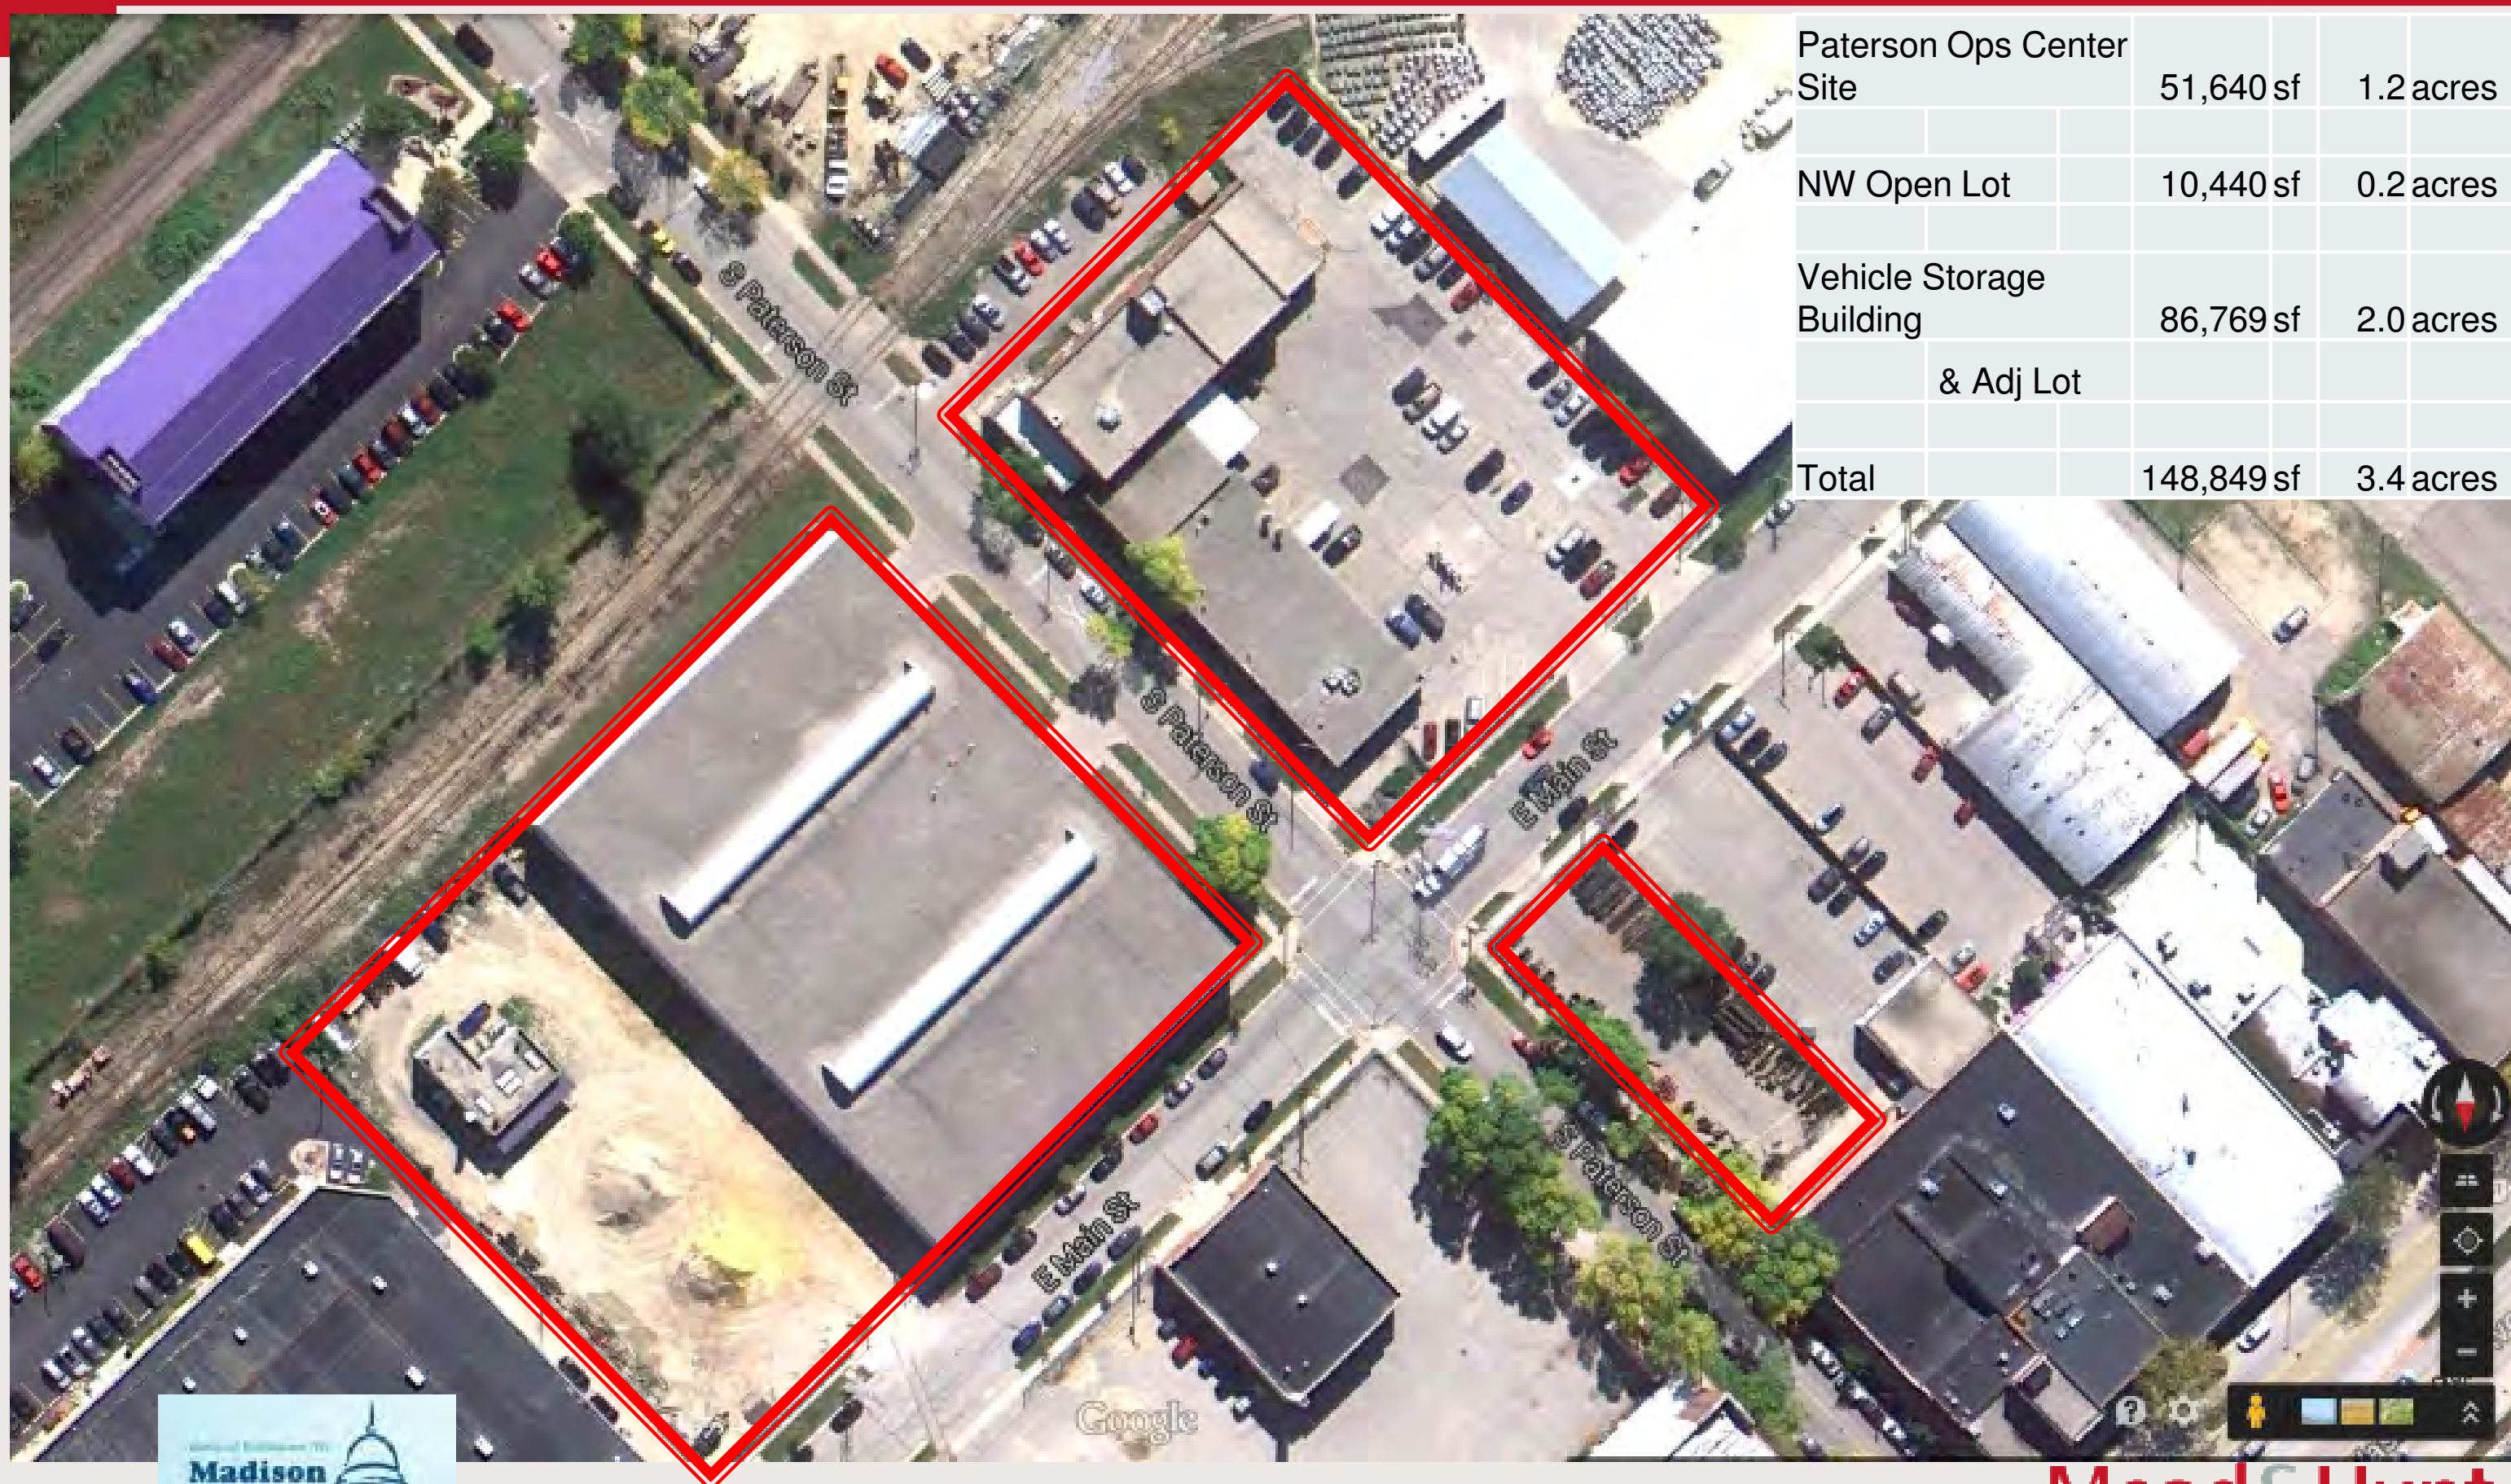 Paterson Ops Center
Site 51,640 sf 1.2 acres
NW Open Lot 10,440 sf 0.2 acres
Vehicle Storage
Building 86,769 sf 2.0 acres
& Adj Lot
Total 148,849 sf 3.4 acres
S Paterson St
S Paterson St
E Main St
E Main St
S Paterson St
Google
Madison
Mead & Hunt